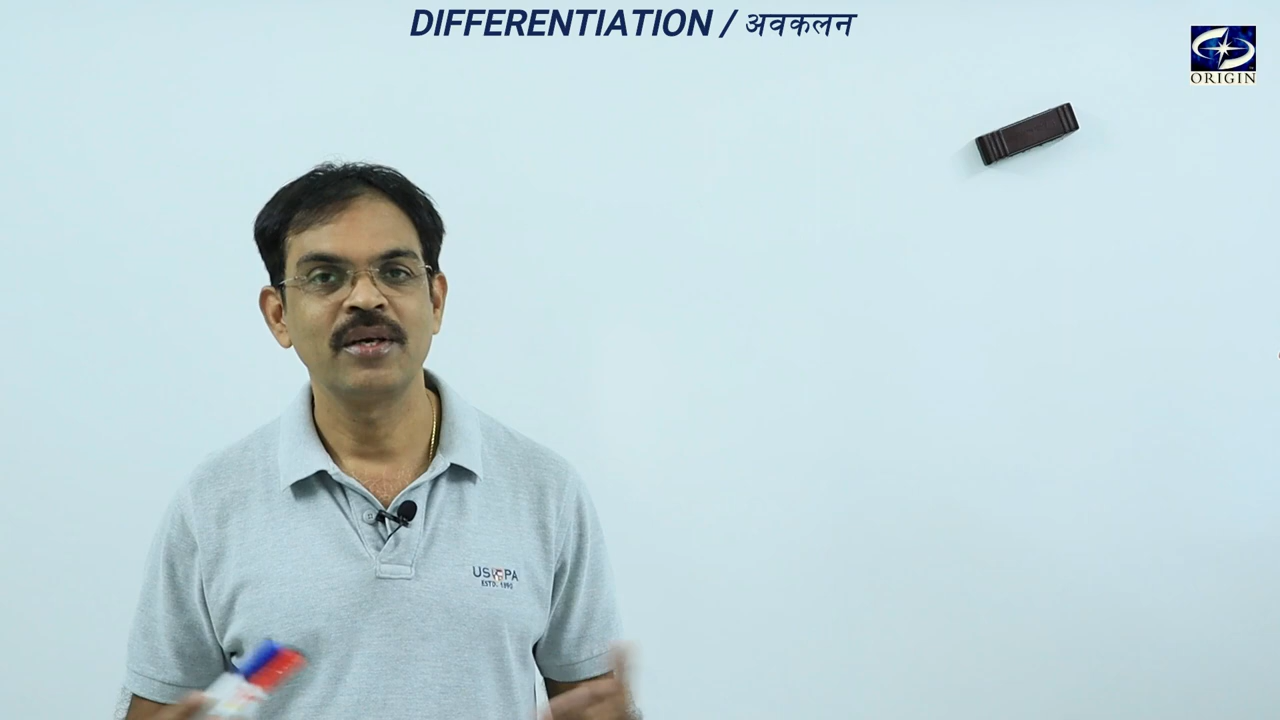 DIFFERENTIATION / अवकलन
ORIGIN
USPA
ESTD. 1890